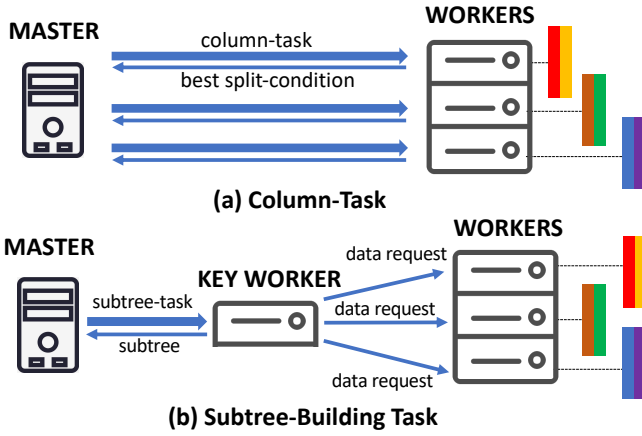 MASTER
WORKERS
column-task
best split-condition
(a) Column-Task
MASTER
KEY WORKER
WORKERS
subtree-task
subtree
data request
data request
data request
(b) Subtree-Building Task